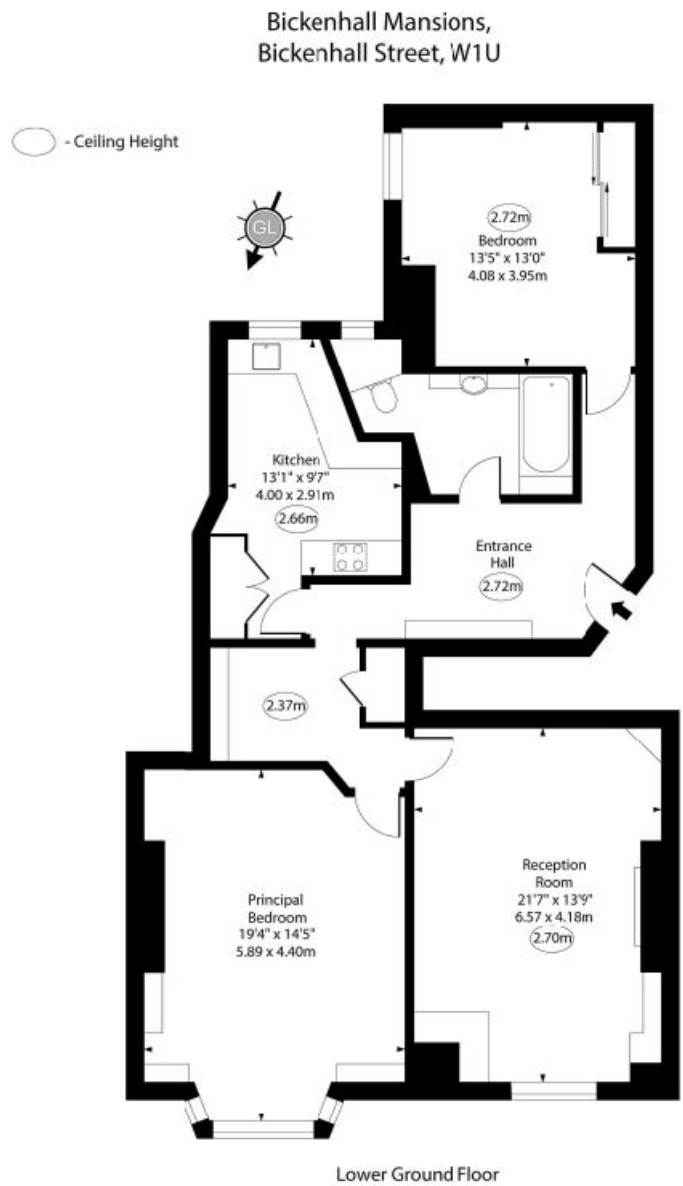 Bickenhall Mansions,
Bickenhall Street, W1U
- Ceiling Height
GL
2.72m
Bedroom
13'5" x 13'0"
4.08 x 3.95m
Kitchen
13'1" x 9'7"
4.00 x 2.91m
2.66m
Entrance
Hall
2.72m
2.37m
Principal
Bedroom
19'4" x 14'5"
5.89 x 4.40m
Reception
Room
21'7" x 13'9"
6.57 x 4.18m
2.70m
Lower Ground Floor